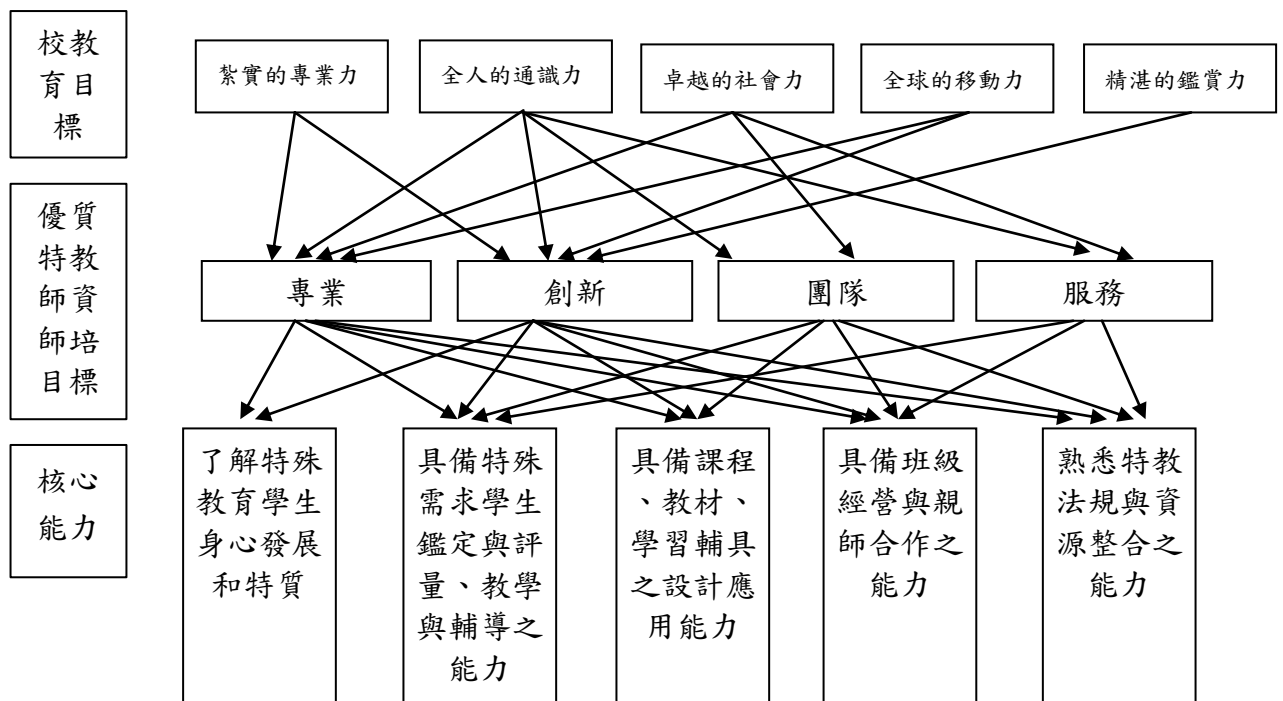 校教
育目
標
紮實的專業力
全人的通識力
卓越的社會力
全球的移動力
精湛的鑑賞力
優質
特教
師資
師培
目標
專業
創新
團隊
服務
核心
能力
了解特殊
教育學生
身心發展
和特質
具備特殊
需求學生
鑑定與評
量、教學
與輔導之
能力
具備課程
、教材、
學習輔具
之設計應
用能力
具備班級
經營與親
師合作之
能力
熟悉特教
法規與資
源整合之
能力